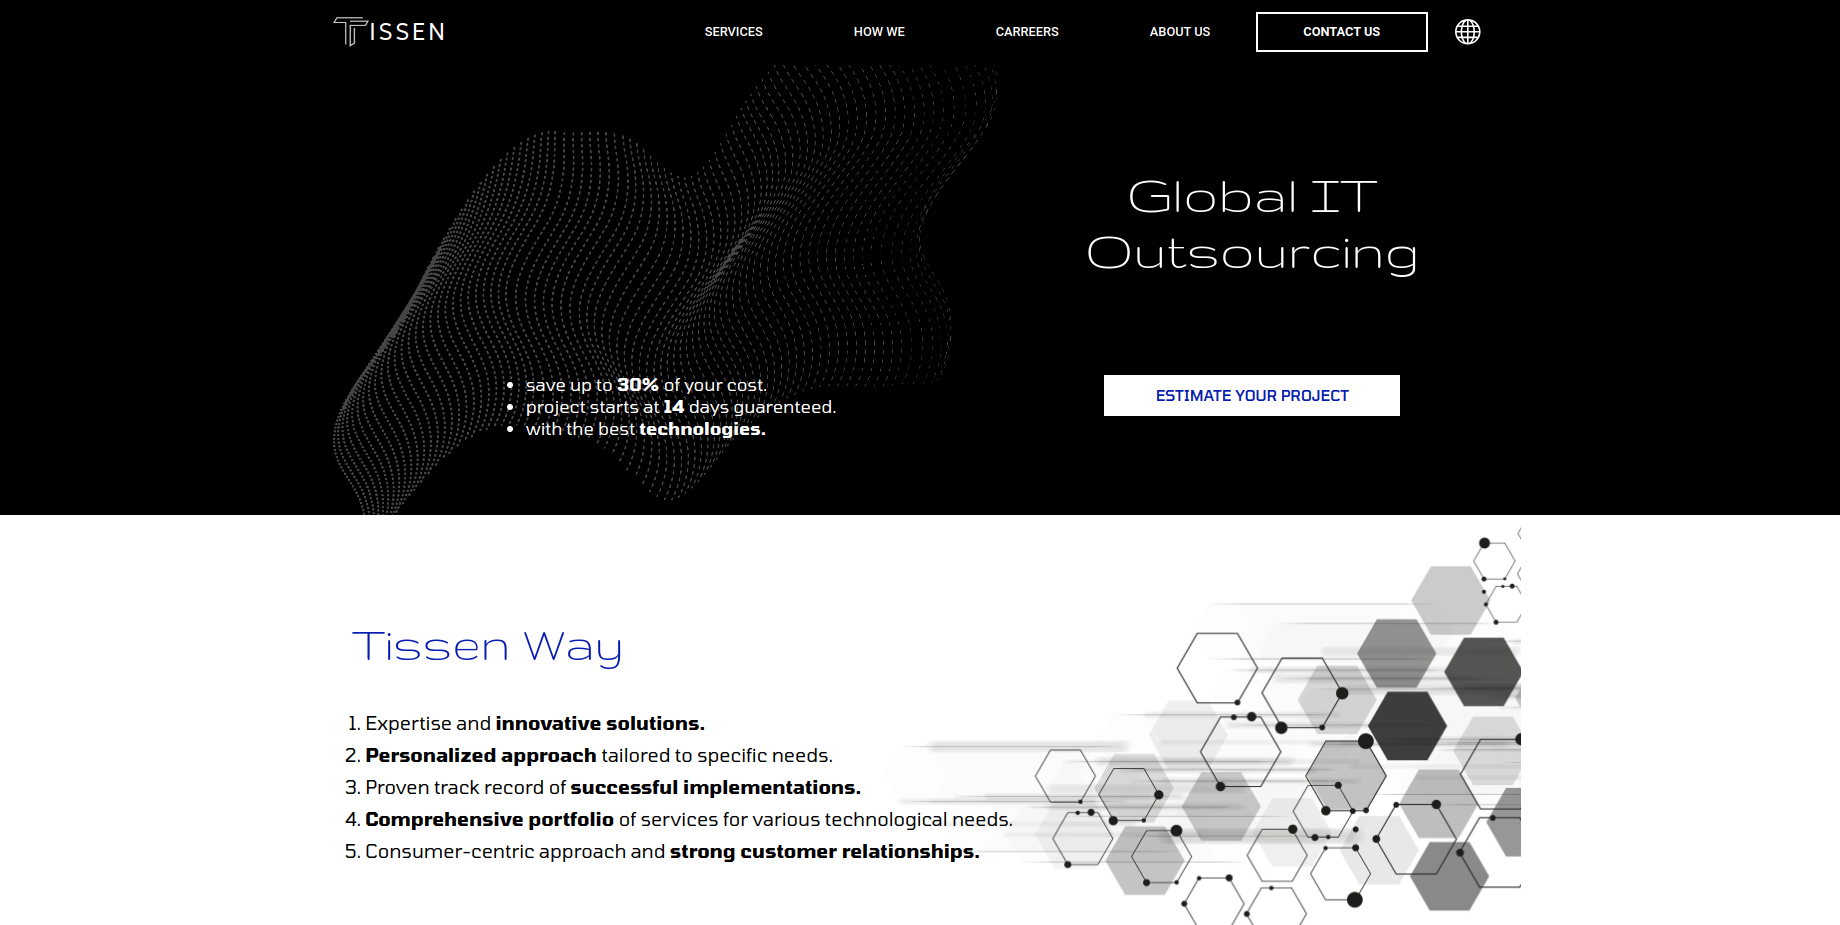 TISSEN
SERVICES
HOW WE
CARREERS
ABOUT US
CONTACT US
Global IT
Outsourcing
• save up to 30% of your cost.
• project starts at 14 days guarenteed.
• with the best technologies.
ESTIMATE YOUR PROJECT
Tissen Way
1. Expertise and innovative solutions.
2. Personalized approach tailored to specific needs.
3. Proven track record of successful implementations.
4. Comprehensive portfolio of services for various technological needs.
5. Consumer-centric approach and strong customer relationships.